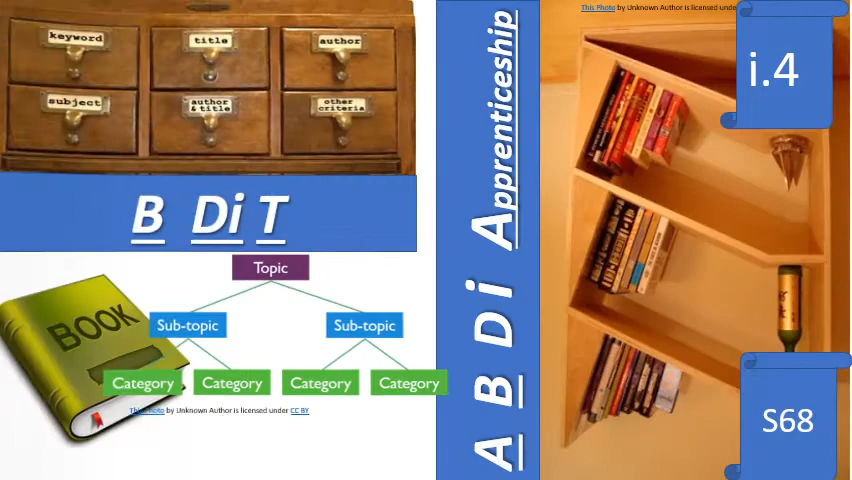 keyword
title
author
subject
author
& title
other
criteria
B Di T
Topic
Sub-topic
Sub-topic
Category
Category
Category
Category
BOOK
This Photo by Unknown Author is licensed under CC BY
A B Di Apprenticeship
This Photo by Unknown Author is licensed under
i.4
S68